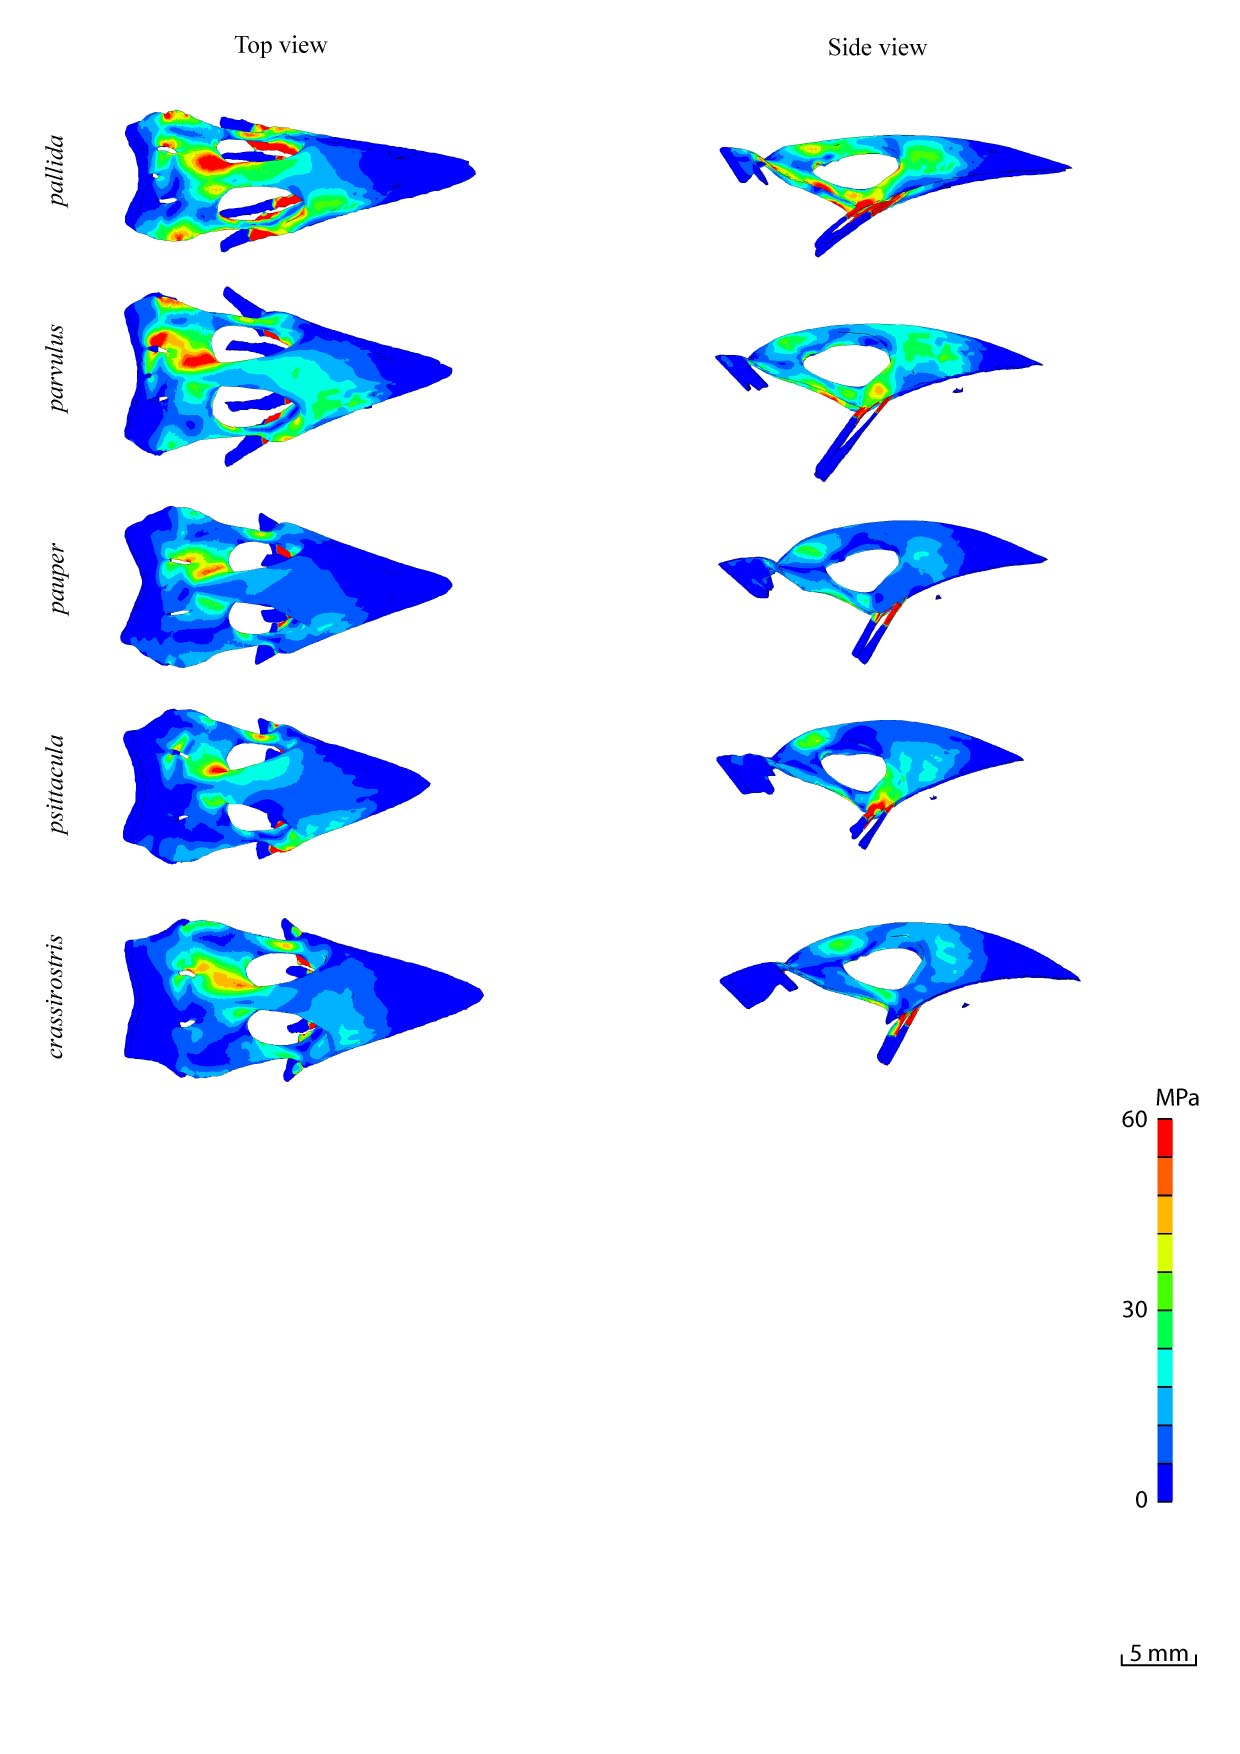 Top view
Side view
pallida
parvulus
pauper
psittacula
crassirostris
MPa
60
30
0
5 mm